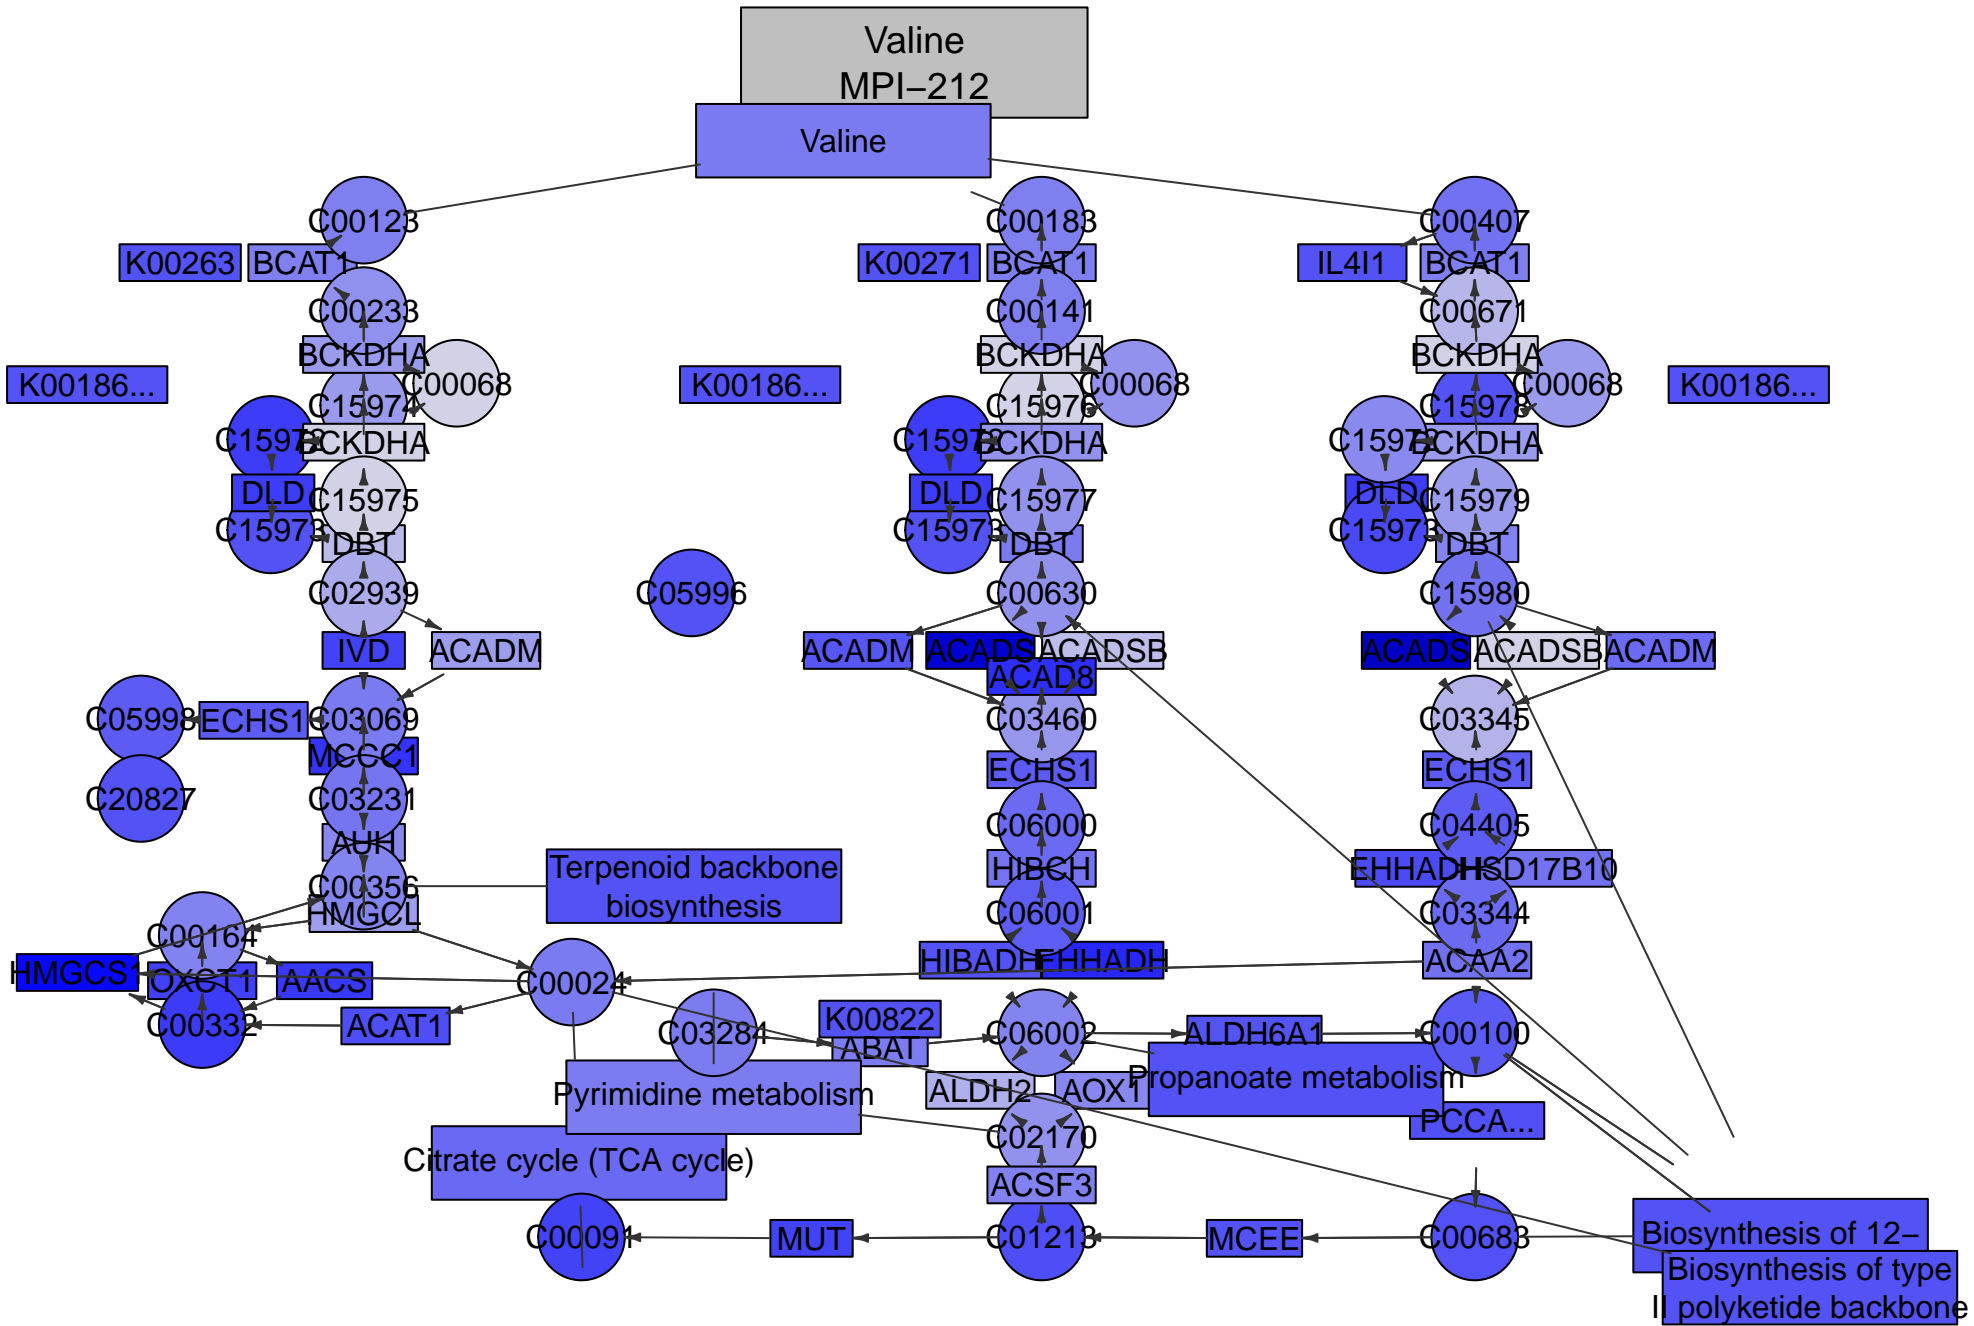 Valine
MPI−212
Valine
C00123
C00183
C00407
K00263
BCAT1
K00271
BCAT1
IL4I1
BCAT1
C00233
C00141
C00671
BCKDHA
BCKDHA
BCKDHA
K00186...
C15974
C00068
K00186...
C15976
C00068
C15978
C00068
K00186...
C15972
BCKDHA
C15972
BCKDHA
C15972
BCKDHA
DLD
C15975
DLD
C15977
DLD
C15979
C15973
DBT
C15973
DBT
C15973
DBT
C02939
C05996
C00630
C15980
IVD
ACADM
ACADM
ACADS
ACADSB
ACADS
ACADSB
ACADM
ACAD8
C05998
ECHS1
C03069
C03460
C03345
MCCC1
ECHS1
ECHS1
C20827
C03231
C06000
C04405
AUH
HIBCH
EHHADH
HSD17B10
C00356
Terpenoid backbone
biosynthesis
HMGCL
C06001
C03344
C00164
HMGCS1
OXCT1
AACS
C00024
HIBADH
EHHADH
ACAA2
C00332
ACAT1
C03284
K00822
ABAT
C06002
ALDH6A1
C00100
Pyrimidine metabolism
ALDH2
AOX1
Propanoate metabolism
PCCA...
C02170
Citrate cycle (TCA cycle)
ACSF3
C00091
MUT
C01213
MCEE
C00683
Biosynthesis of 12−
Biosynthesis of type
II polyketide backbone